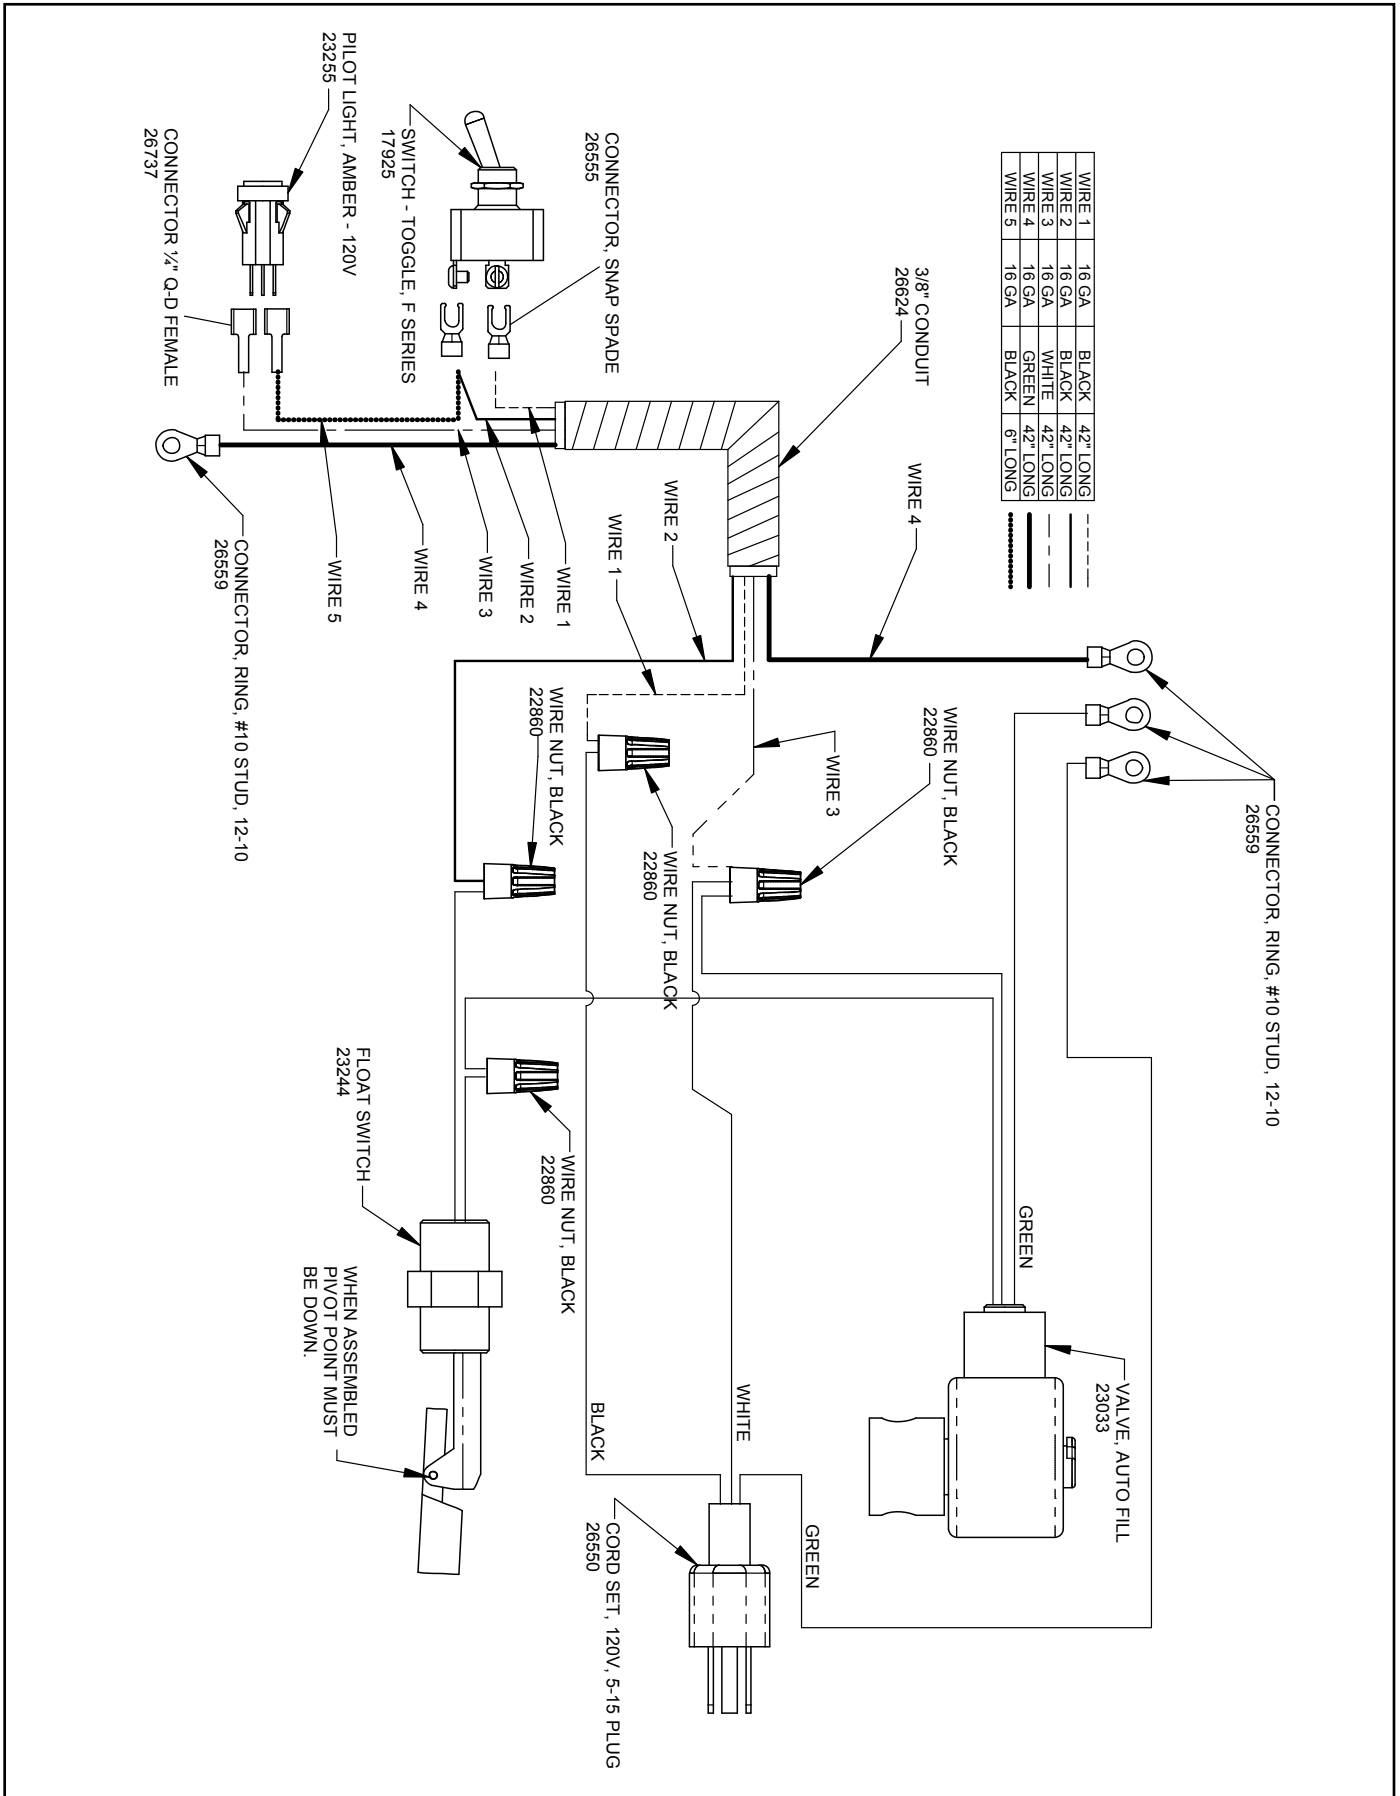 WIRE 1 16 GA BLACK 42" LONG
WIRE 2 16 GA BLACK 42" LONG
WIRE 3 16 GA WHITE 42" LONG
WIRE 4 16 GA GREEN 42" LONG
WIRE 5 16 GA BLACK 6" LONG
CONNECTOR, RING, #10 STUD, 12-10
26559
GREEN
VALVE, AUTO FILL
23033
3/8" CONDUIT
26624
WIRE 4
WIRE NUT, BLACK
22860
WIRE 3
GREEN
WHITE
CONNECTOR, SNAP SPADE
26555
WIRE 2
WIRE 1
WIRE NUT, BLACK
22860
BLACK
CORD SET, 120V, 5-15 PLUG
26550
SWITCH - TOGGLE, F SERIES
17925
WIRE 1
WIRE 2
WIRE 3
WIRE 4
WIRE 5
WIRE NUT, BLACK
22860
WIRE NUT, BLACK
22860
PILOT LIGHT, AMBER - 120V
23255
FLOAT SWITCH
23244
WHEN ASSEMBLED
PIVOT POINT MUST
BE DOWN.
CONNECTOR ¼" Q-D FEMALE
26737
CONNECTOR, RING, #10 STUD, 12-10
26559